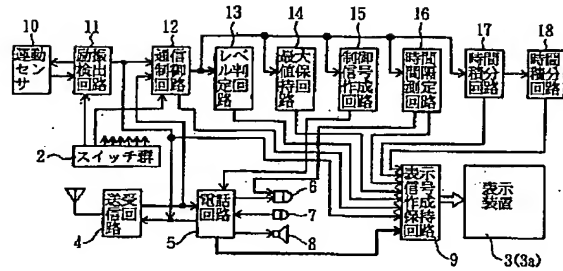 10
11
12
13
14
15
16
17
18
運動
セン
サ
励振
検出
回路
通信
制御
回路
レベ
ル判
定回
路
最大
値保
持回
路
制御
信号
作成
回路
時間
測定
回路
時間
積分
回路
時間
積分
回路
2
スイッチ群
送受
信回
路
4
電話
回路
5
6
7
8
表示
信号
作成
保持
回路
9
表示
装置
3(3a)